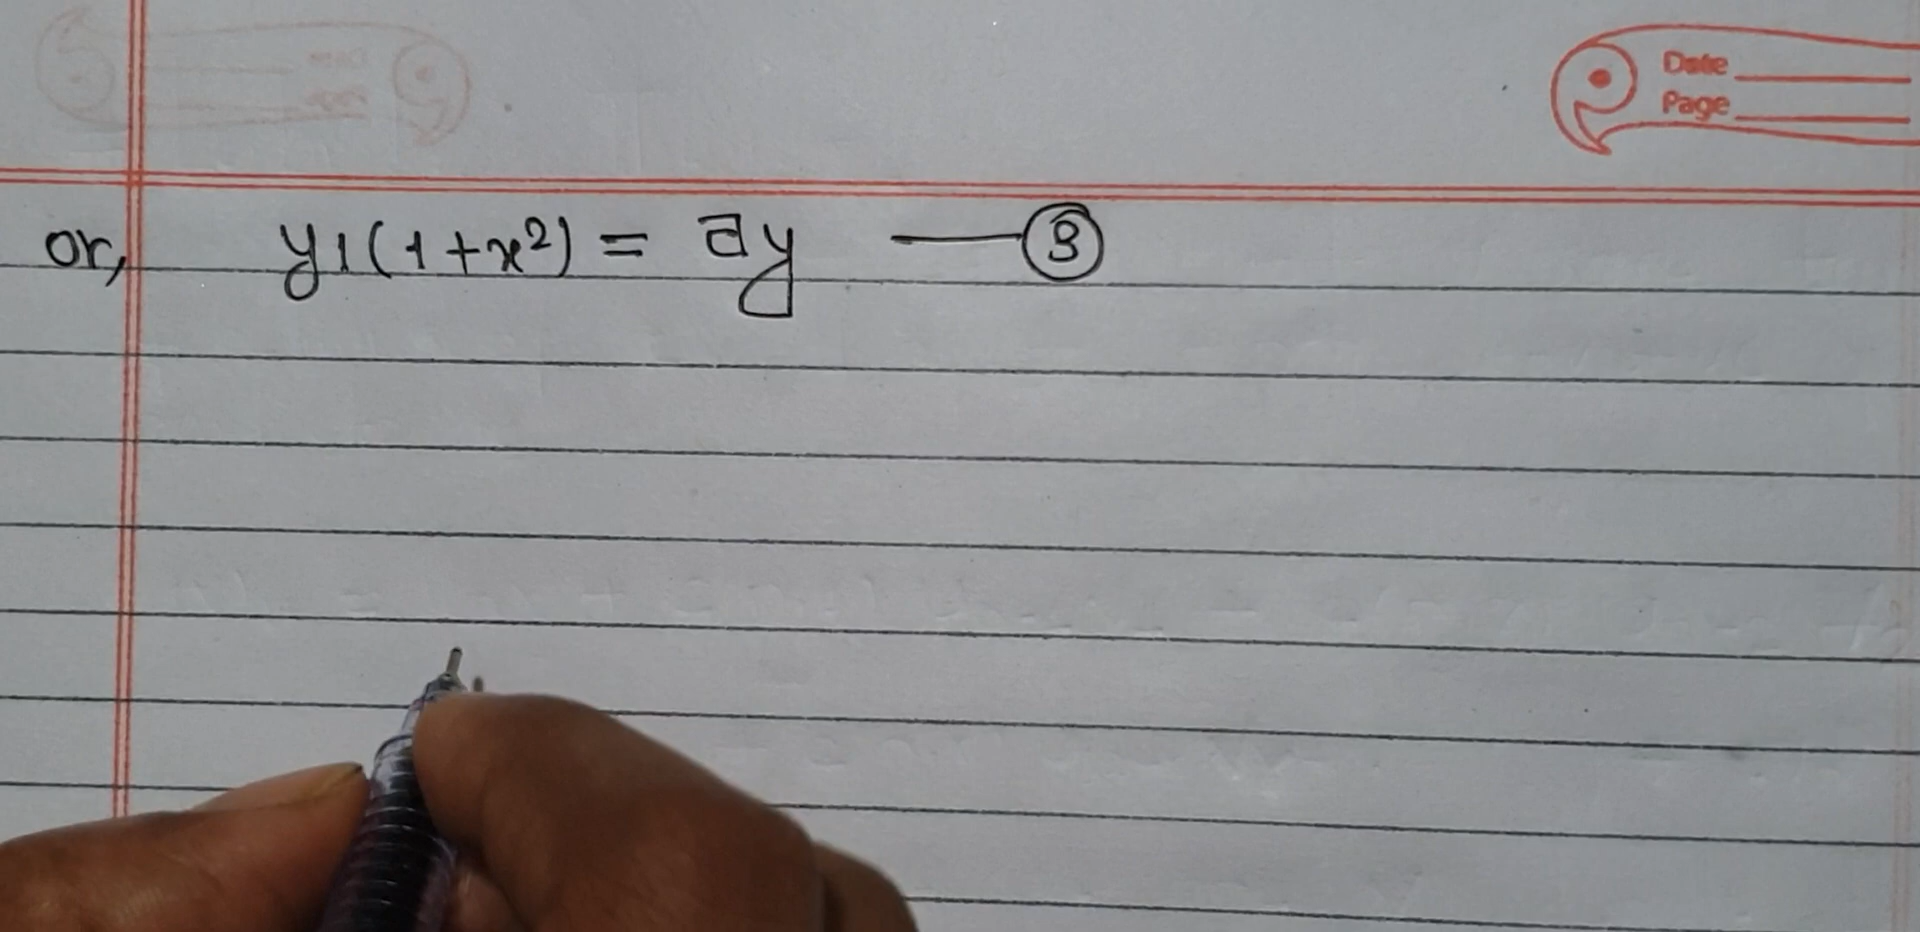 Date
Page
or, y1(1+x²) = ay —③